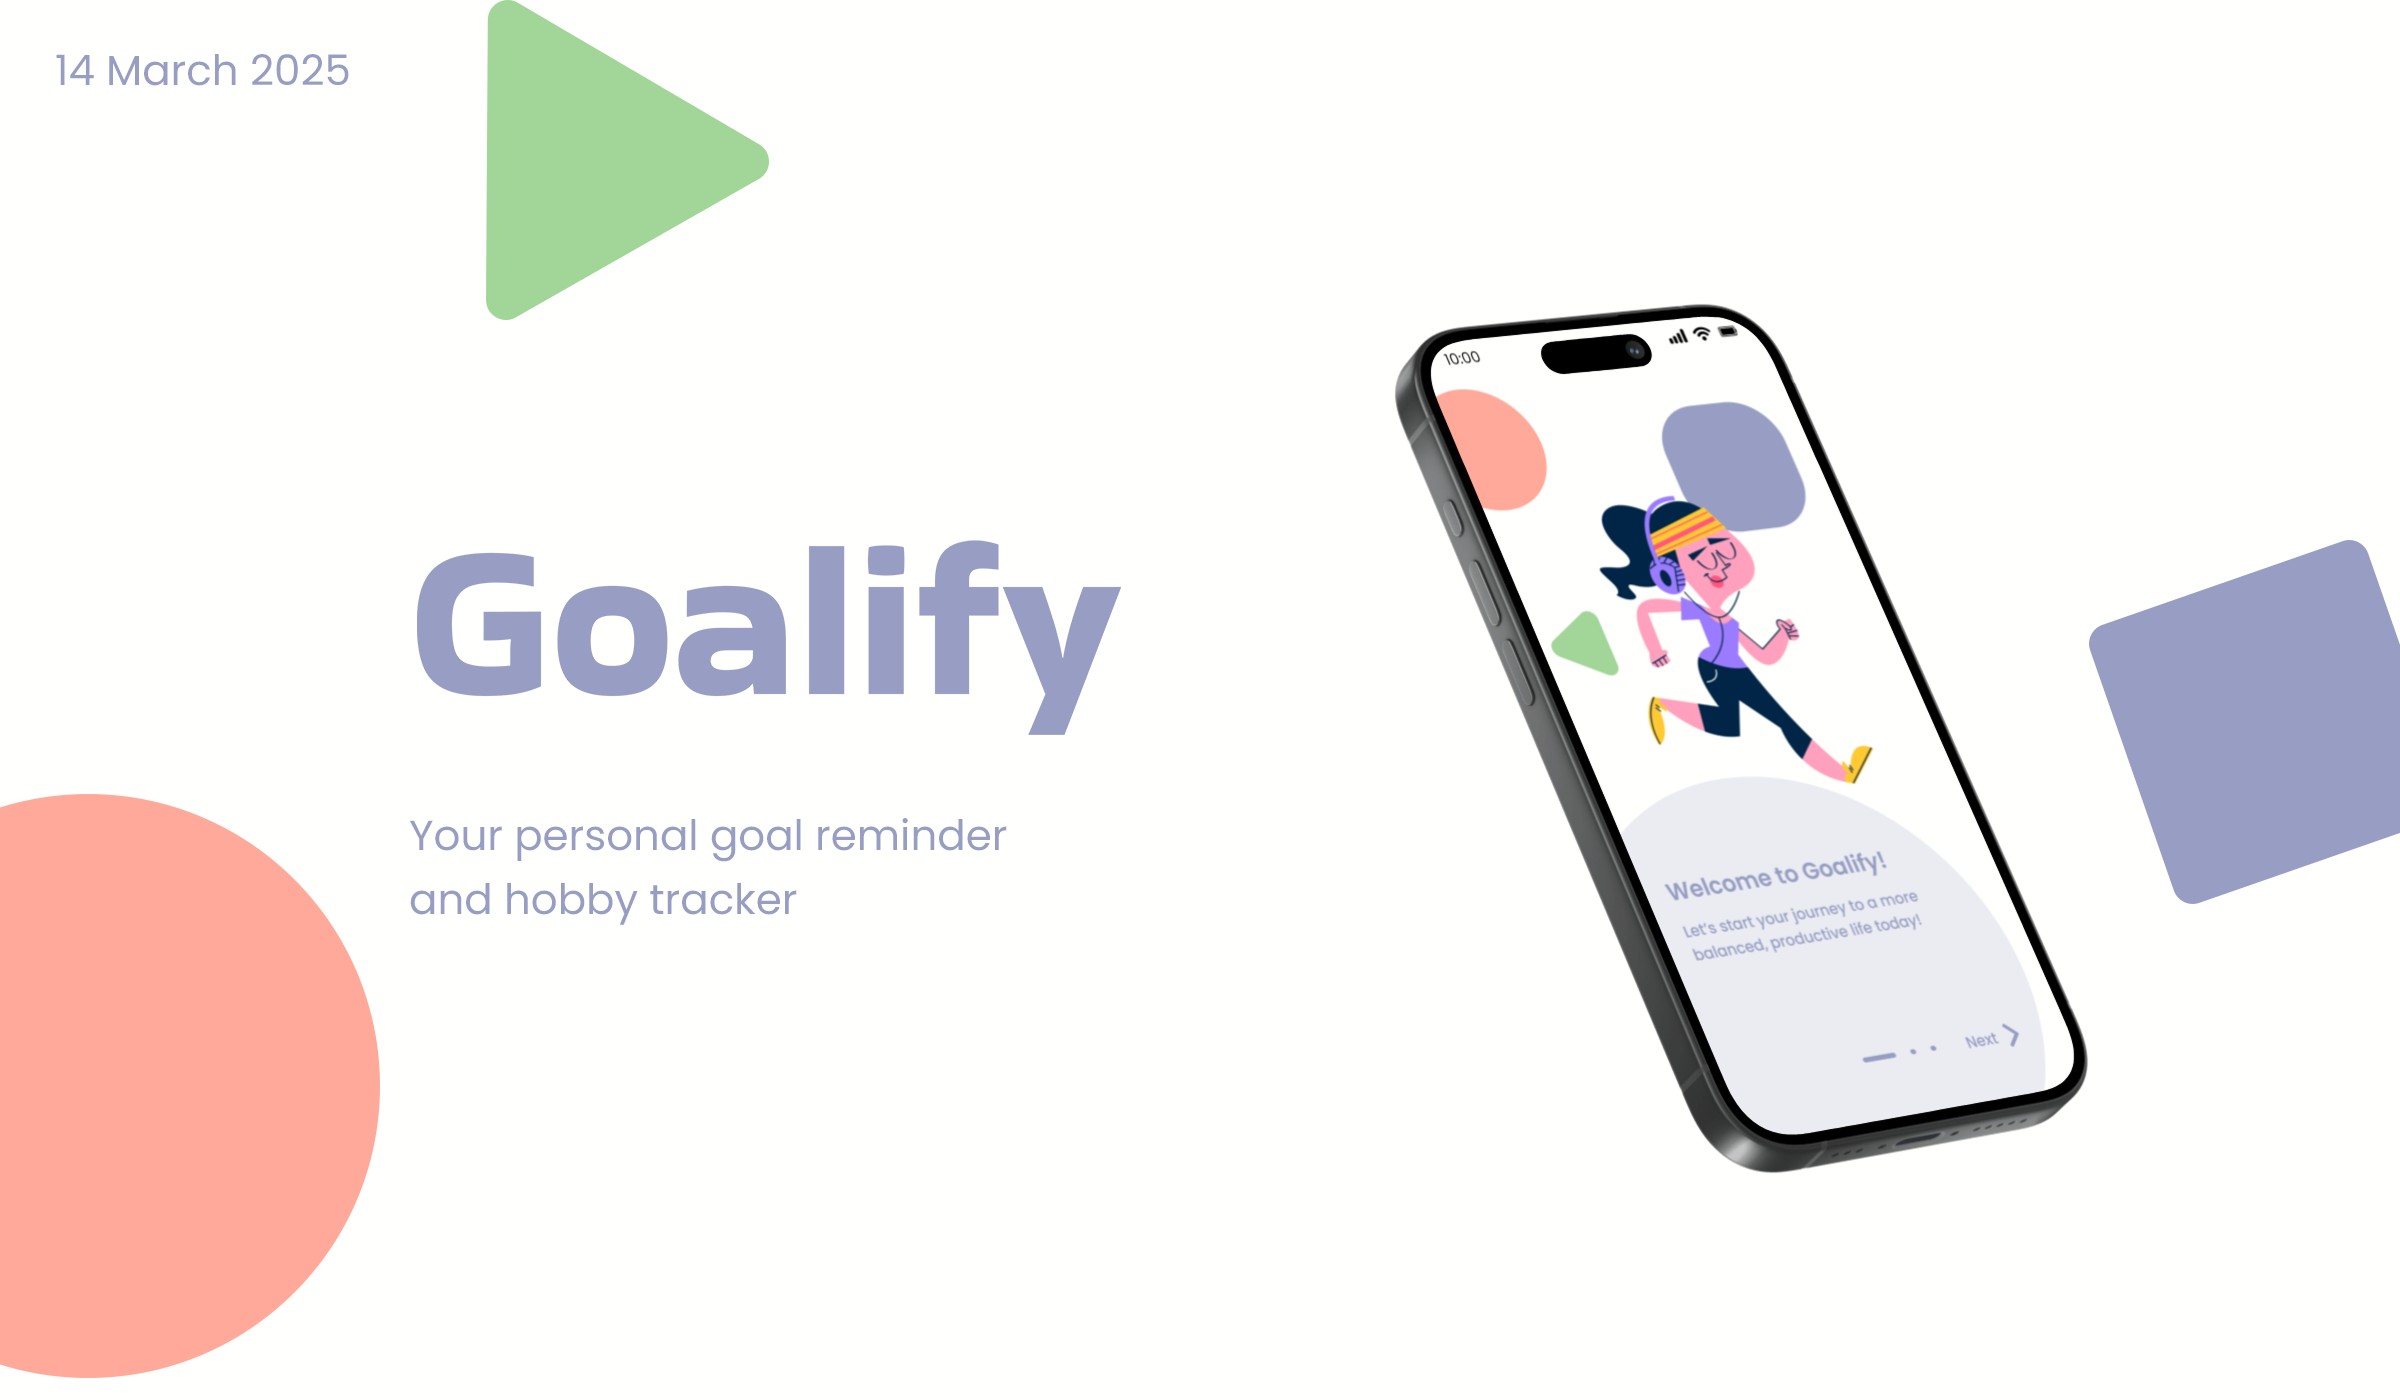 14 March 2025
Goalify
Your personal goal reminder
and hobby tracker
10:00
Welcome to Goalify!
Let's start your journey to a more
balanced, productive life today!
Next